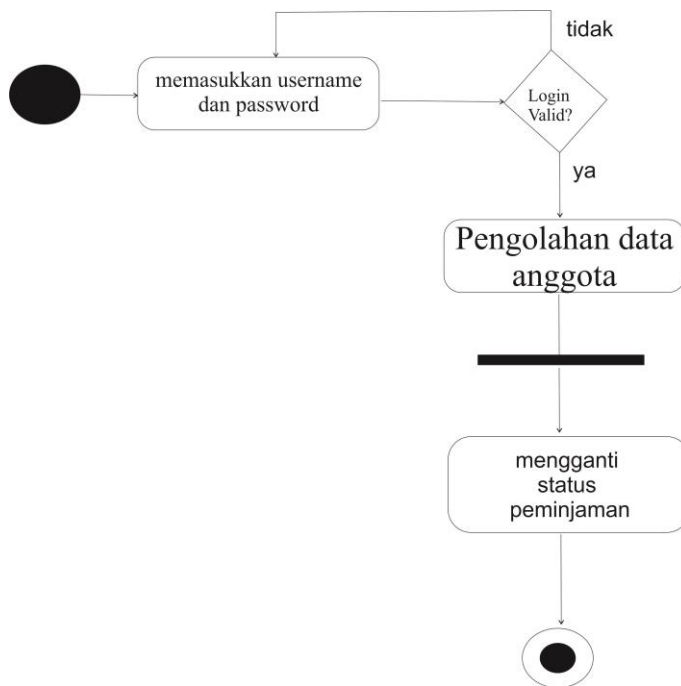 tidak
memasukkan username
dan password
Login
Valid?
ya
Pengolahan data
anggota
mengganti
status
peminjaman